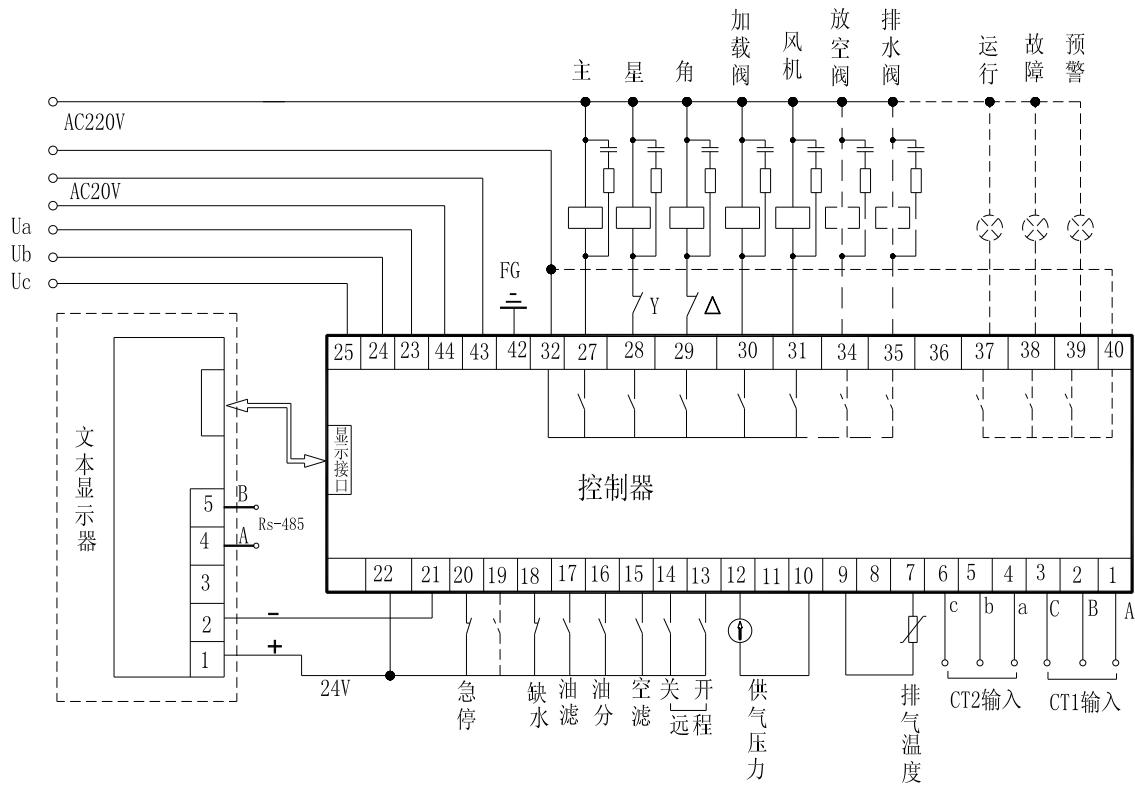 主 星 角 加载阀 风机 放空阀 排水阀 运行 故障 预警
AC220V
AC20V
Ua
Ub
Uc
FG
Y Δ
25 24 23 44 43 42 32 27 28 29 30 31 34 35 36 37 38 39 40
显示接口
控制器
文本显示器
5 B
Rs-485
4 A
3
2 -
1 +
24V
22 21 20 19 18 17 16 15 14 13 12 11 10 9 8 7 6 5 4 3 2 1
c b a C B A
急停 缺水 油滤 油分 空滤 关 开
远程
供气压力
排气温度
CT2输入 CT1输入